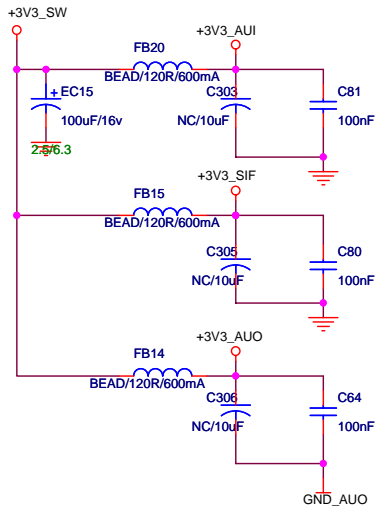 +3V3_SW
FB20
+3V3_AUI
BEAD/120R/600mA
+
EC15
C303
C81
100uF/16v
NC/10uF
100nF
2.5/6.3
+3V3_SIF
FB15
BEAD/120R/600mA
C305
C80
NC/10uF
100nF
+3V3_AUO
FB14
BEAD/120R/600mA
C306
C64
NC/10uF
100nF
GND_AUO